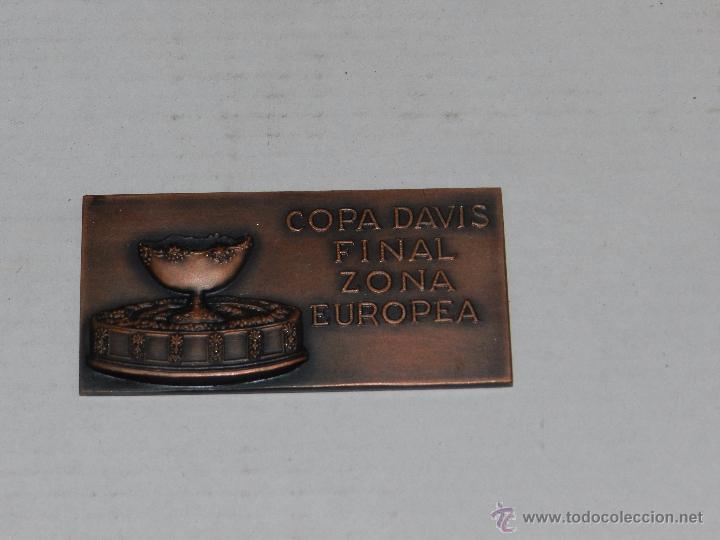 COPA DAVIS
FINAL
ZONA
EUROPEA
© www.todocoleccion.net